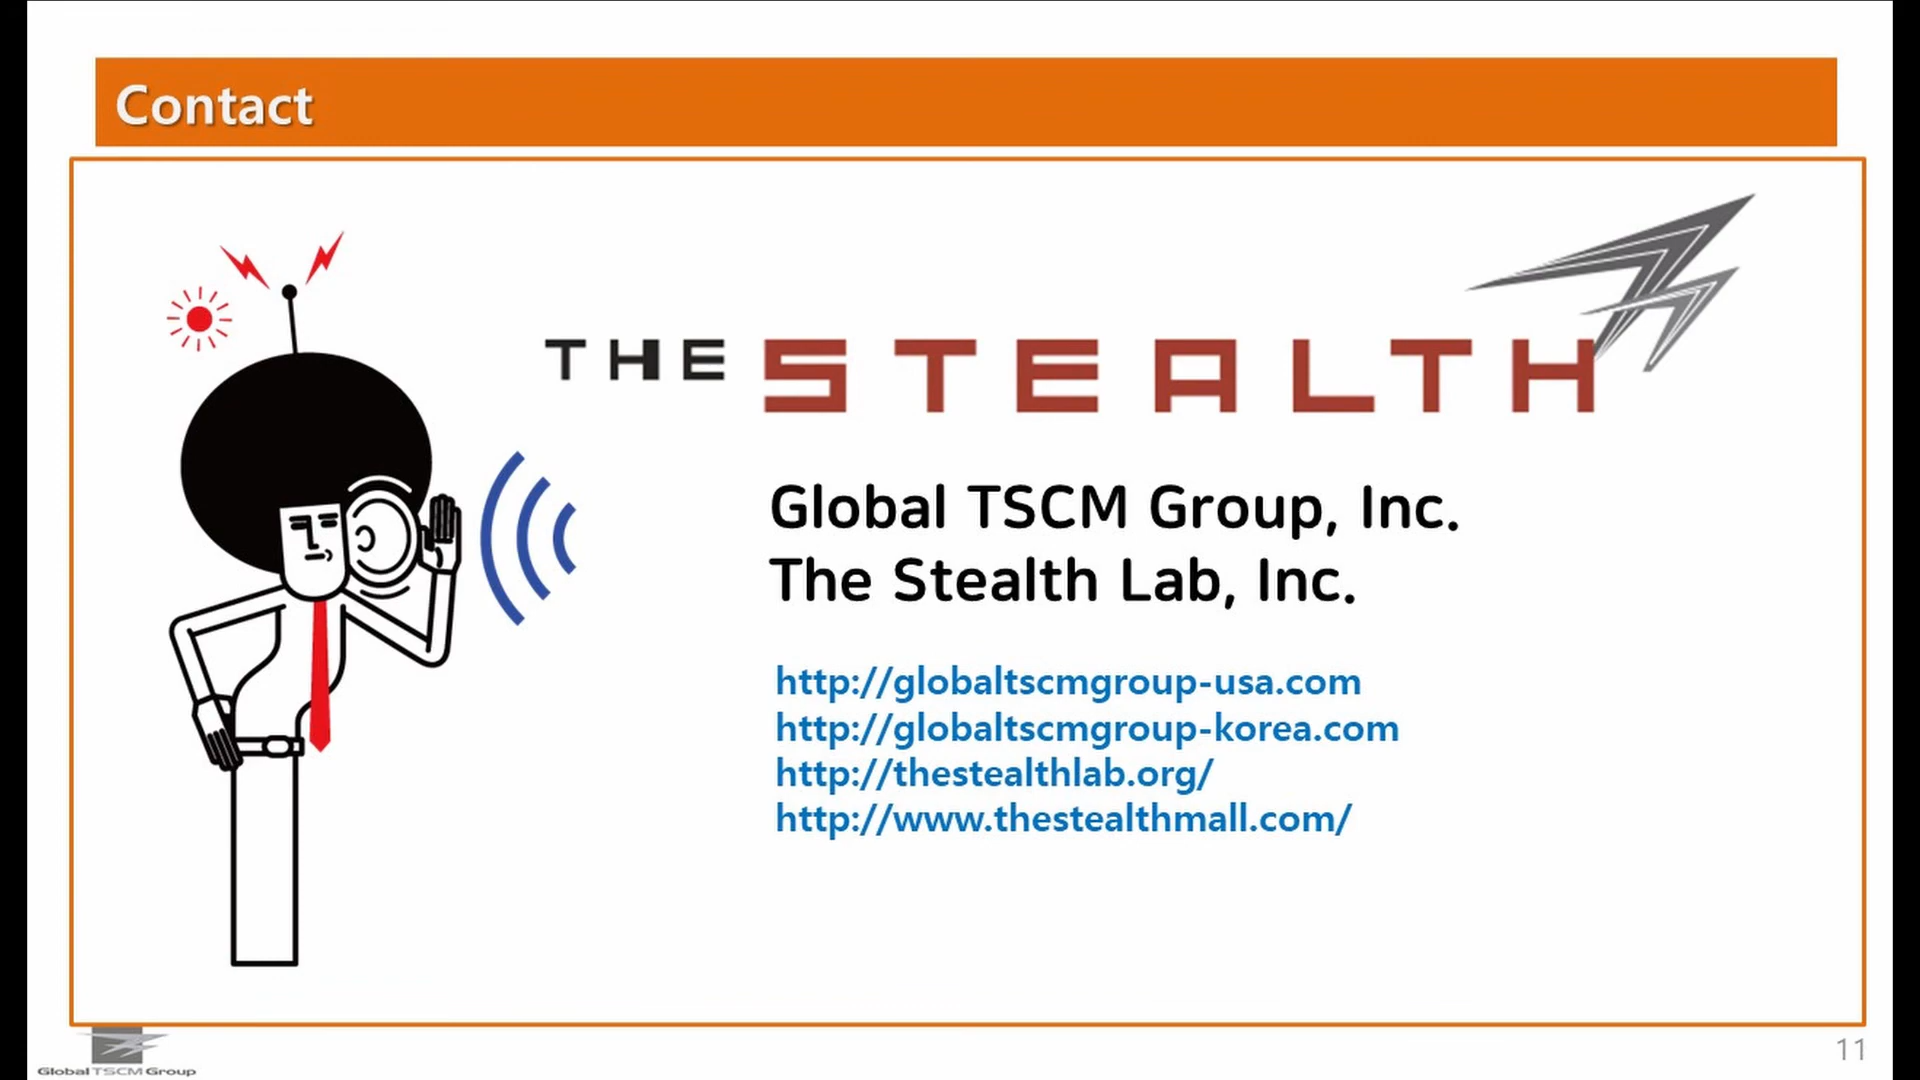 Contact
THE STEALTH
Global TSCM Group, Inc.
The Stealth Lab, Inc.
http://globaltscmgroup-usa.com
http://globaltscmgroup-korea.com
http://thestealthlab.org/
http://www.thestealthmall.com/
Global TSCM Group
11